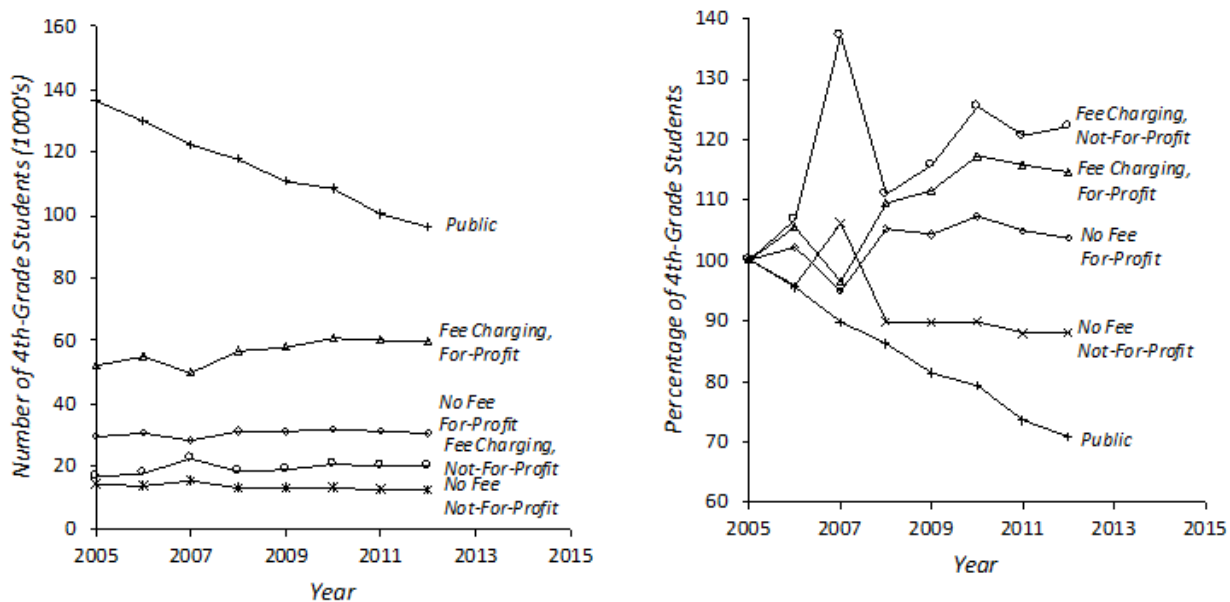 160
140
120
100
80
60
40
20
0
Number of 4th-Grade Students (1000's)
Public
Fee Charging,
For-Profit
No Fee
For-Profit
Fee Charging,
Not-For-Profit
No Fee
Not-For-Profit
2005 2007 2009 2011 2013 2015
Year
140
130
120
110
100
90
80
70
60
Percentage of 4th-Grade Students
Fee Charging,
Not-For-Profit
Fee Charging,
For-Profit
No Fee
For-Profit
No Fee
Not-For-Profit
Public
2005 2007 2009 2011 2013 2015
Year